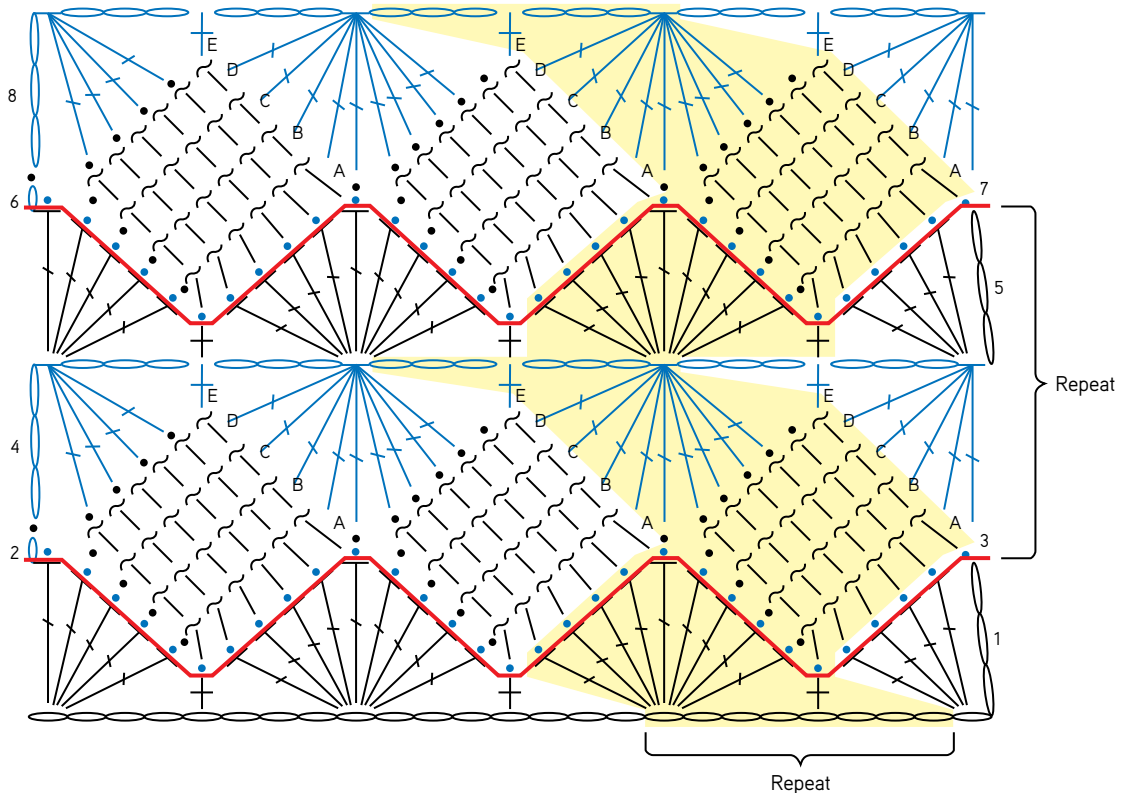 E E E
D D D
8 C C C
B B B
A A A
6 7
5
Repeat
E E E
D D D
4 C C C
B B B
A A A
2 3
1
Repeat